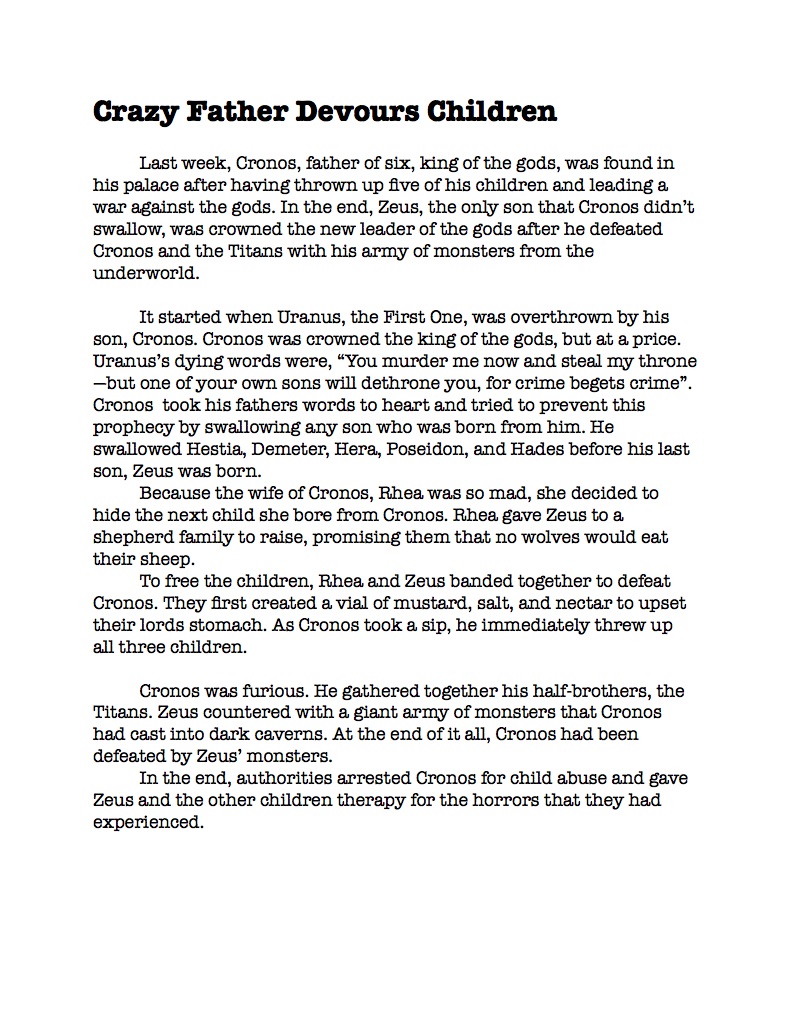 Crazy Father Devours Children
Last week, Cronos, father of six, king of the gods, was found in
his palace after having thrown up five of his children and leading a
war against the gods. In the end, Zeus, the only son that Cronos didn’t
swallow, was crowned the new leader of the gods after he defeated
Cronos and the Titans with his army of monsters from the
underworld.
It started when Uranus, the First One, was overthrown by his
son, Cronos. Cronos was crowned the king of the gods, but at a price.
Uranus’s dying words were, “You murder me now and steal my throne
—but one of your own sons will dethrone you, for crime begets crime”.
Cronos  took his fathers words to heart and tried to prevent this
prophecy by swallowing any son who was born from him. He
swallowed Hestia, Demeter, Hera, Poseidon, and Hades before his last
son, Zeus was born.
Because the wife of Cronos, Rhea was so mad, she decided to
hide the next child she bore from Cronos. Rhea gave Zeus to a
shepherd family to raise, promising them that no wolves would eat
their sheep.
To free the children, Rhea and Zeus banded together to defeat
Cronos. They first created a vial of mustard, salt, and nectar to upset
their lords stomach. As Cronos took a sip, he immediately threw up
all three children.
Cronos was furious. He gathered together his half-brothers, the
Titans. Zeus countered with a giant army of monsters that Cronos
had cast into dark caverns. At the end of it all, Cronos had been
defeated by Zeus’ monsters.
In the end, authorities arrested Cronos for child abuse and gave
Zeus and the other children therapy for the horrors that they had
experienced.